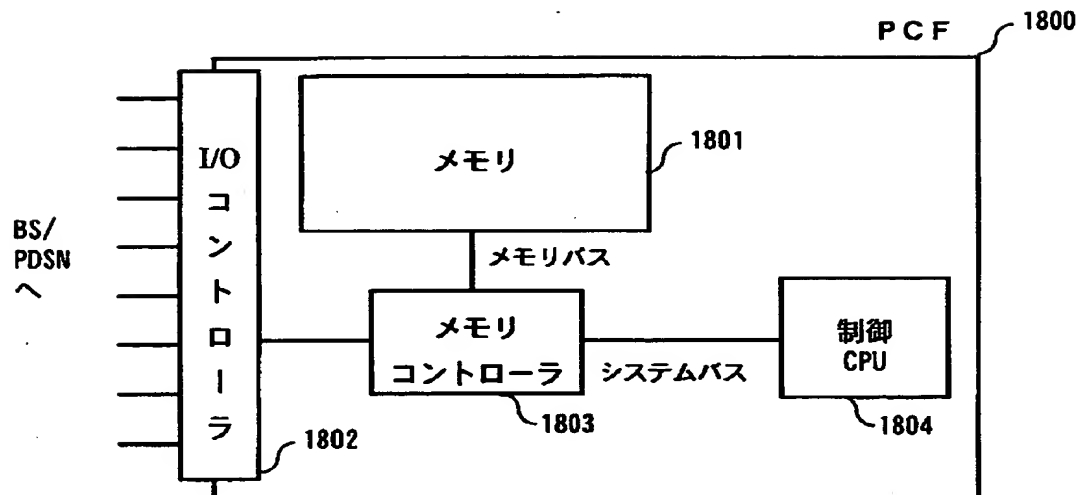 PCF
1800
I/O
コントローラ
メモリ
1801
BS/
PDSN
へ
メモリバス
メモリ
コントローラ
システムバス
制御
CPU
1802
1803
1804